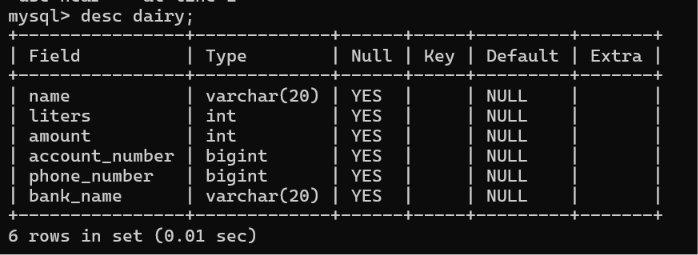 mysql> desc dairy;
+----------------+-------------+------+-----+---------+-------+
| Field          | Type        | Null | Key | Default | Extra |
+----------------+-------------+------+-----+---------+-------+
| name           | varchar(20) | YES  |     | NULL    |       |
| liters         | int         | YES  |     | NULL    |       |
| amount         | int         | YES  |     | NULL    |       |
| account_number | bigint      | YES  |     | NULL    |       |
| phone_number   | bigint      | YES  |     | NULL    |       |
| bank_name      | varchar(20) | YES  |     | NULL    |       |
+----------------+-------------+------+-----+---------+-------+
6 rows in set (0.01 sec)